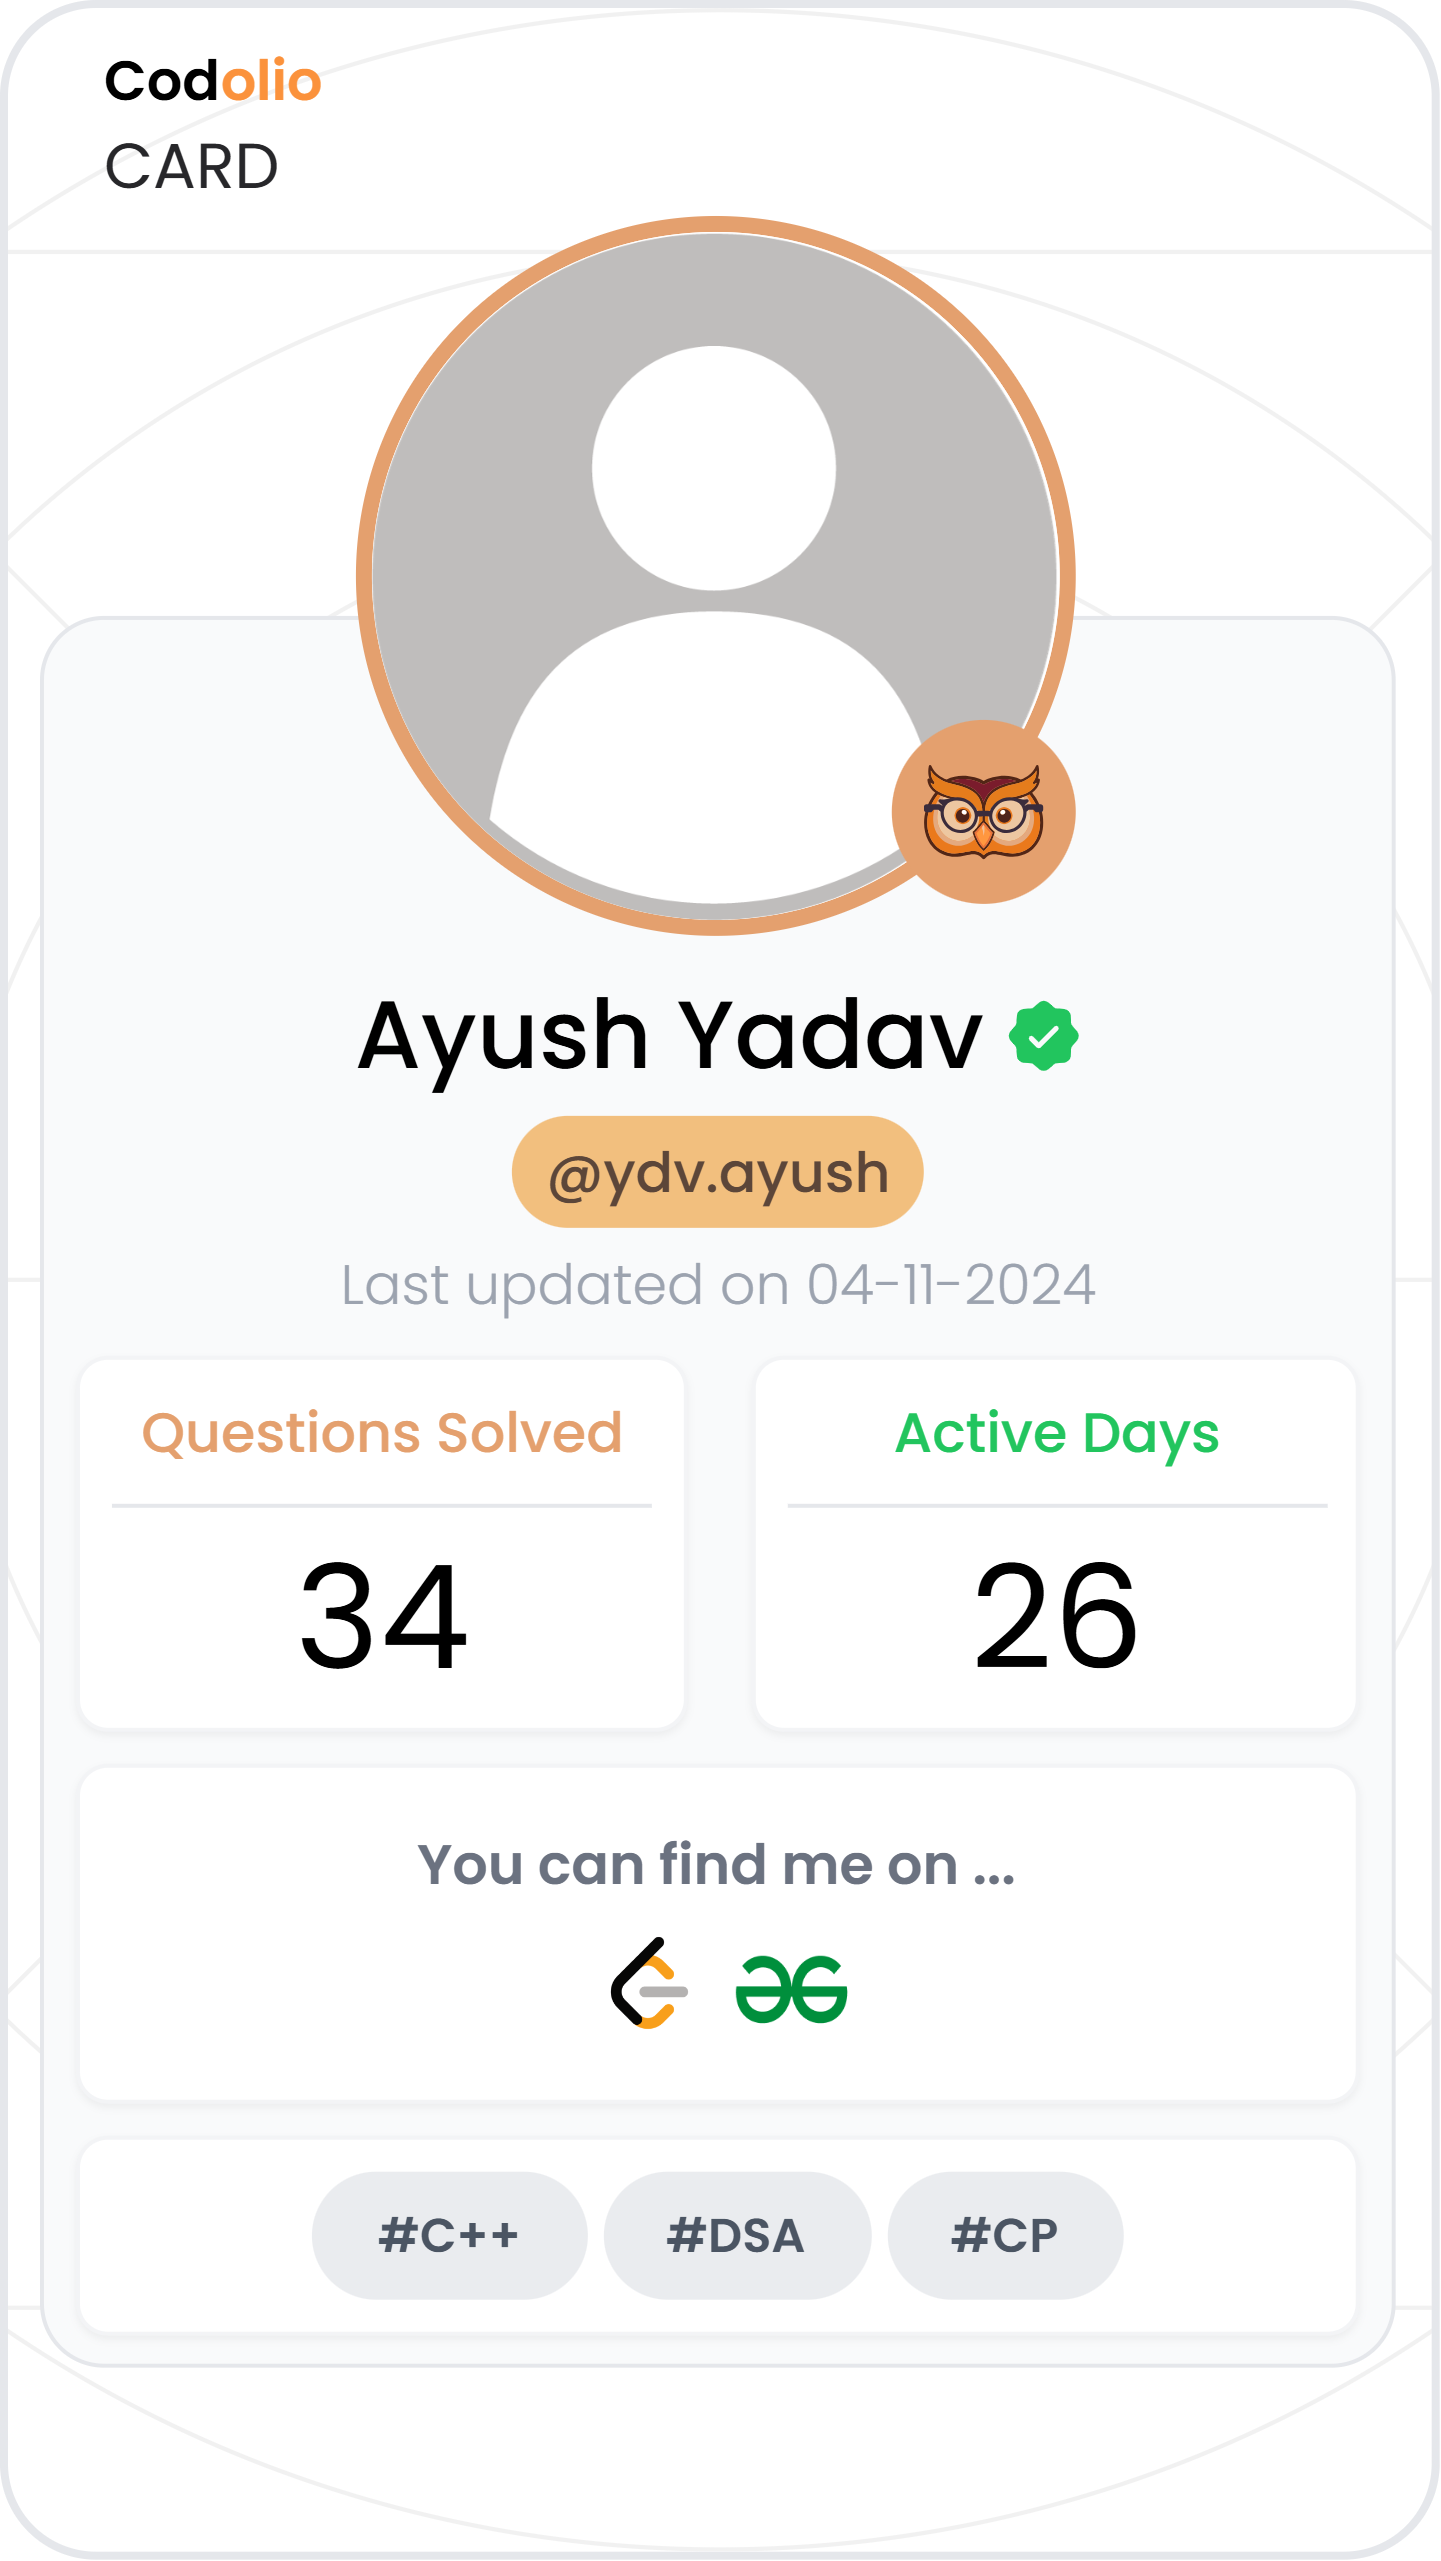 Codolio
CARD
Ayush Yadav
@ydv.ayush
Last updated on 04-11-2024
Questions Solved
Active Days
34
26
You can find me on ...
#C++ #DSA #CP